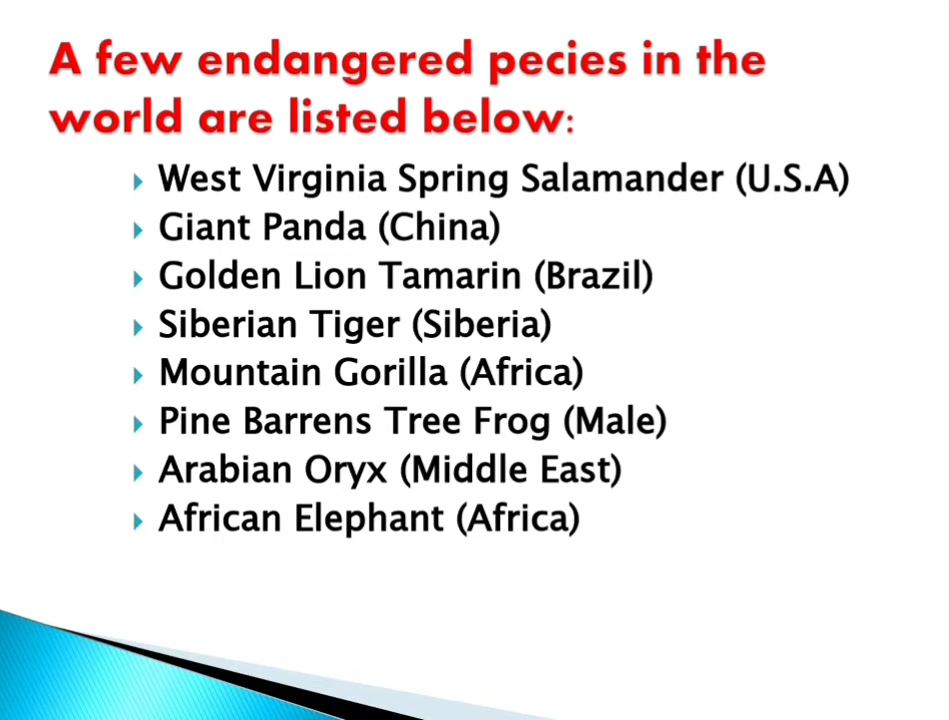 A few endangered pecies in the
world are listed below:
West Virginia Spring Salamander (U.S.A)
Giant Panda (China)
Golden Lion Tamarin (Brazil)
Siberian Tiger (Siberia)
Mountain Gorilla (Africa)
Pine Barrens Tree Frog (Male)
Arabian Oryx (Middle East)
African Elephant (Africa)